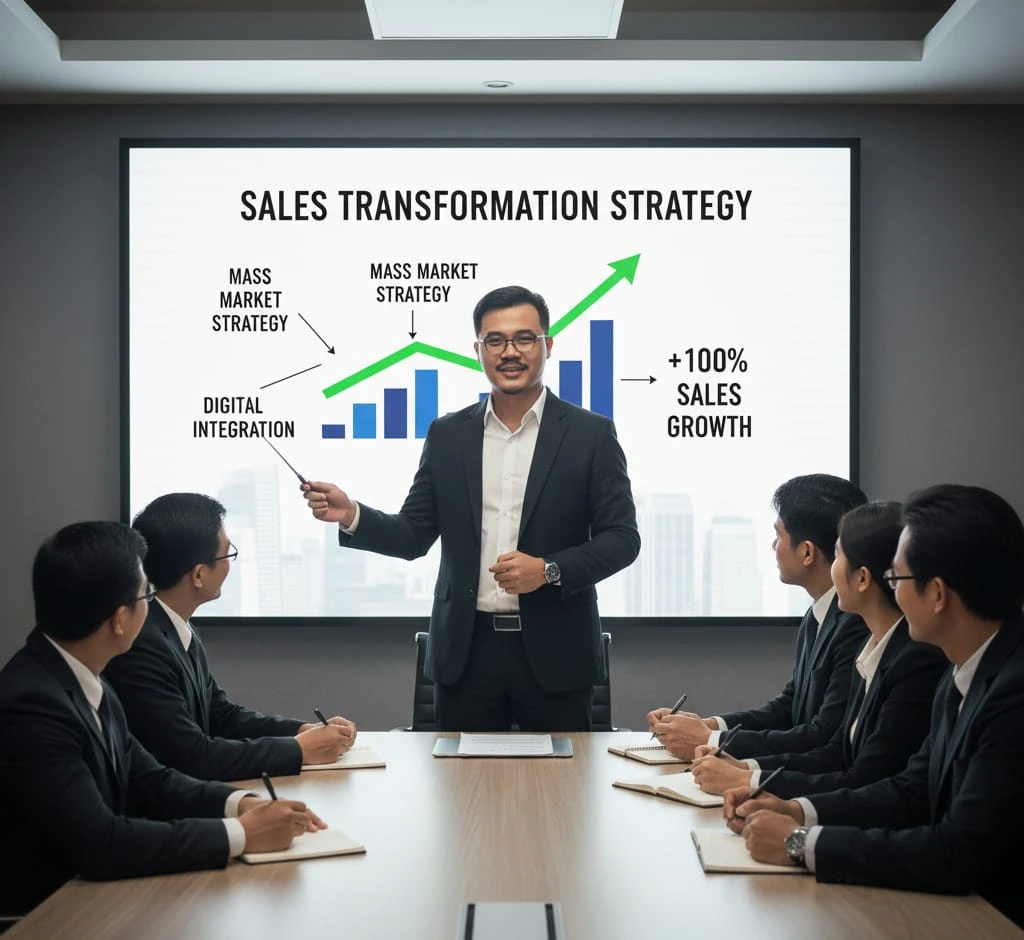 SALES TRANSFORMATION STRATEGY
MASS
MARKET
STRATEGY
MASS MARKET
STRATEGY
DIGITAL
INTEGRATION
+100%
SALES
GROWTH